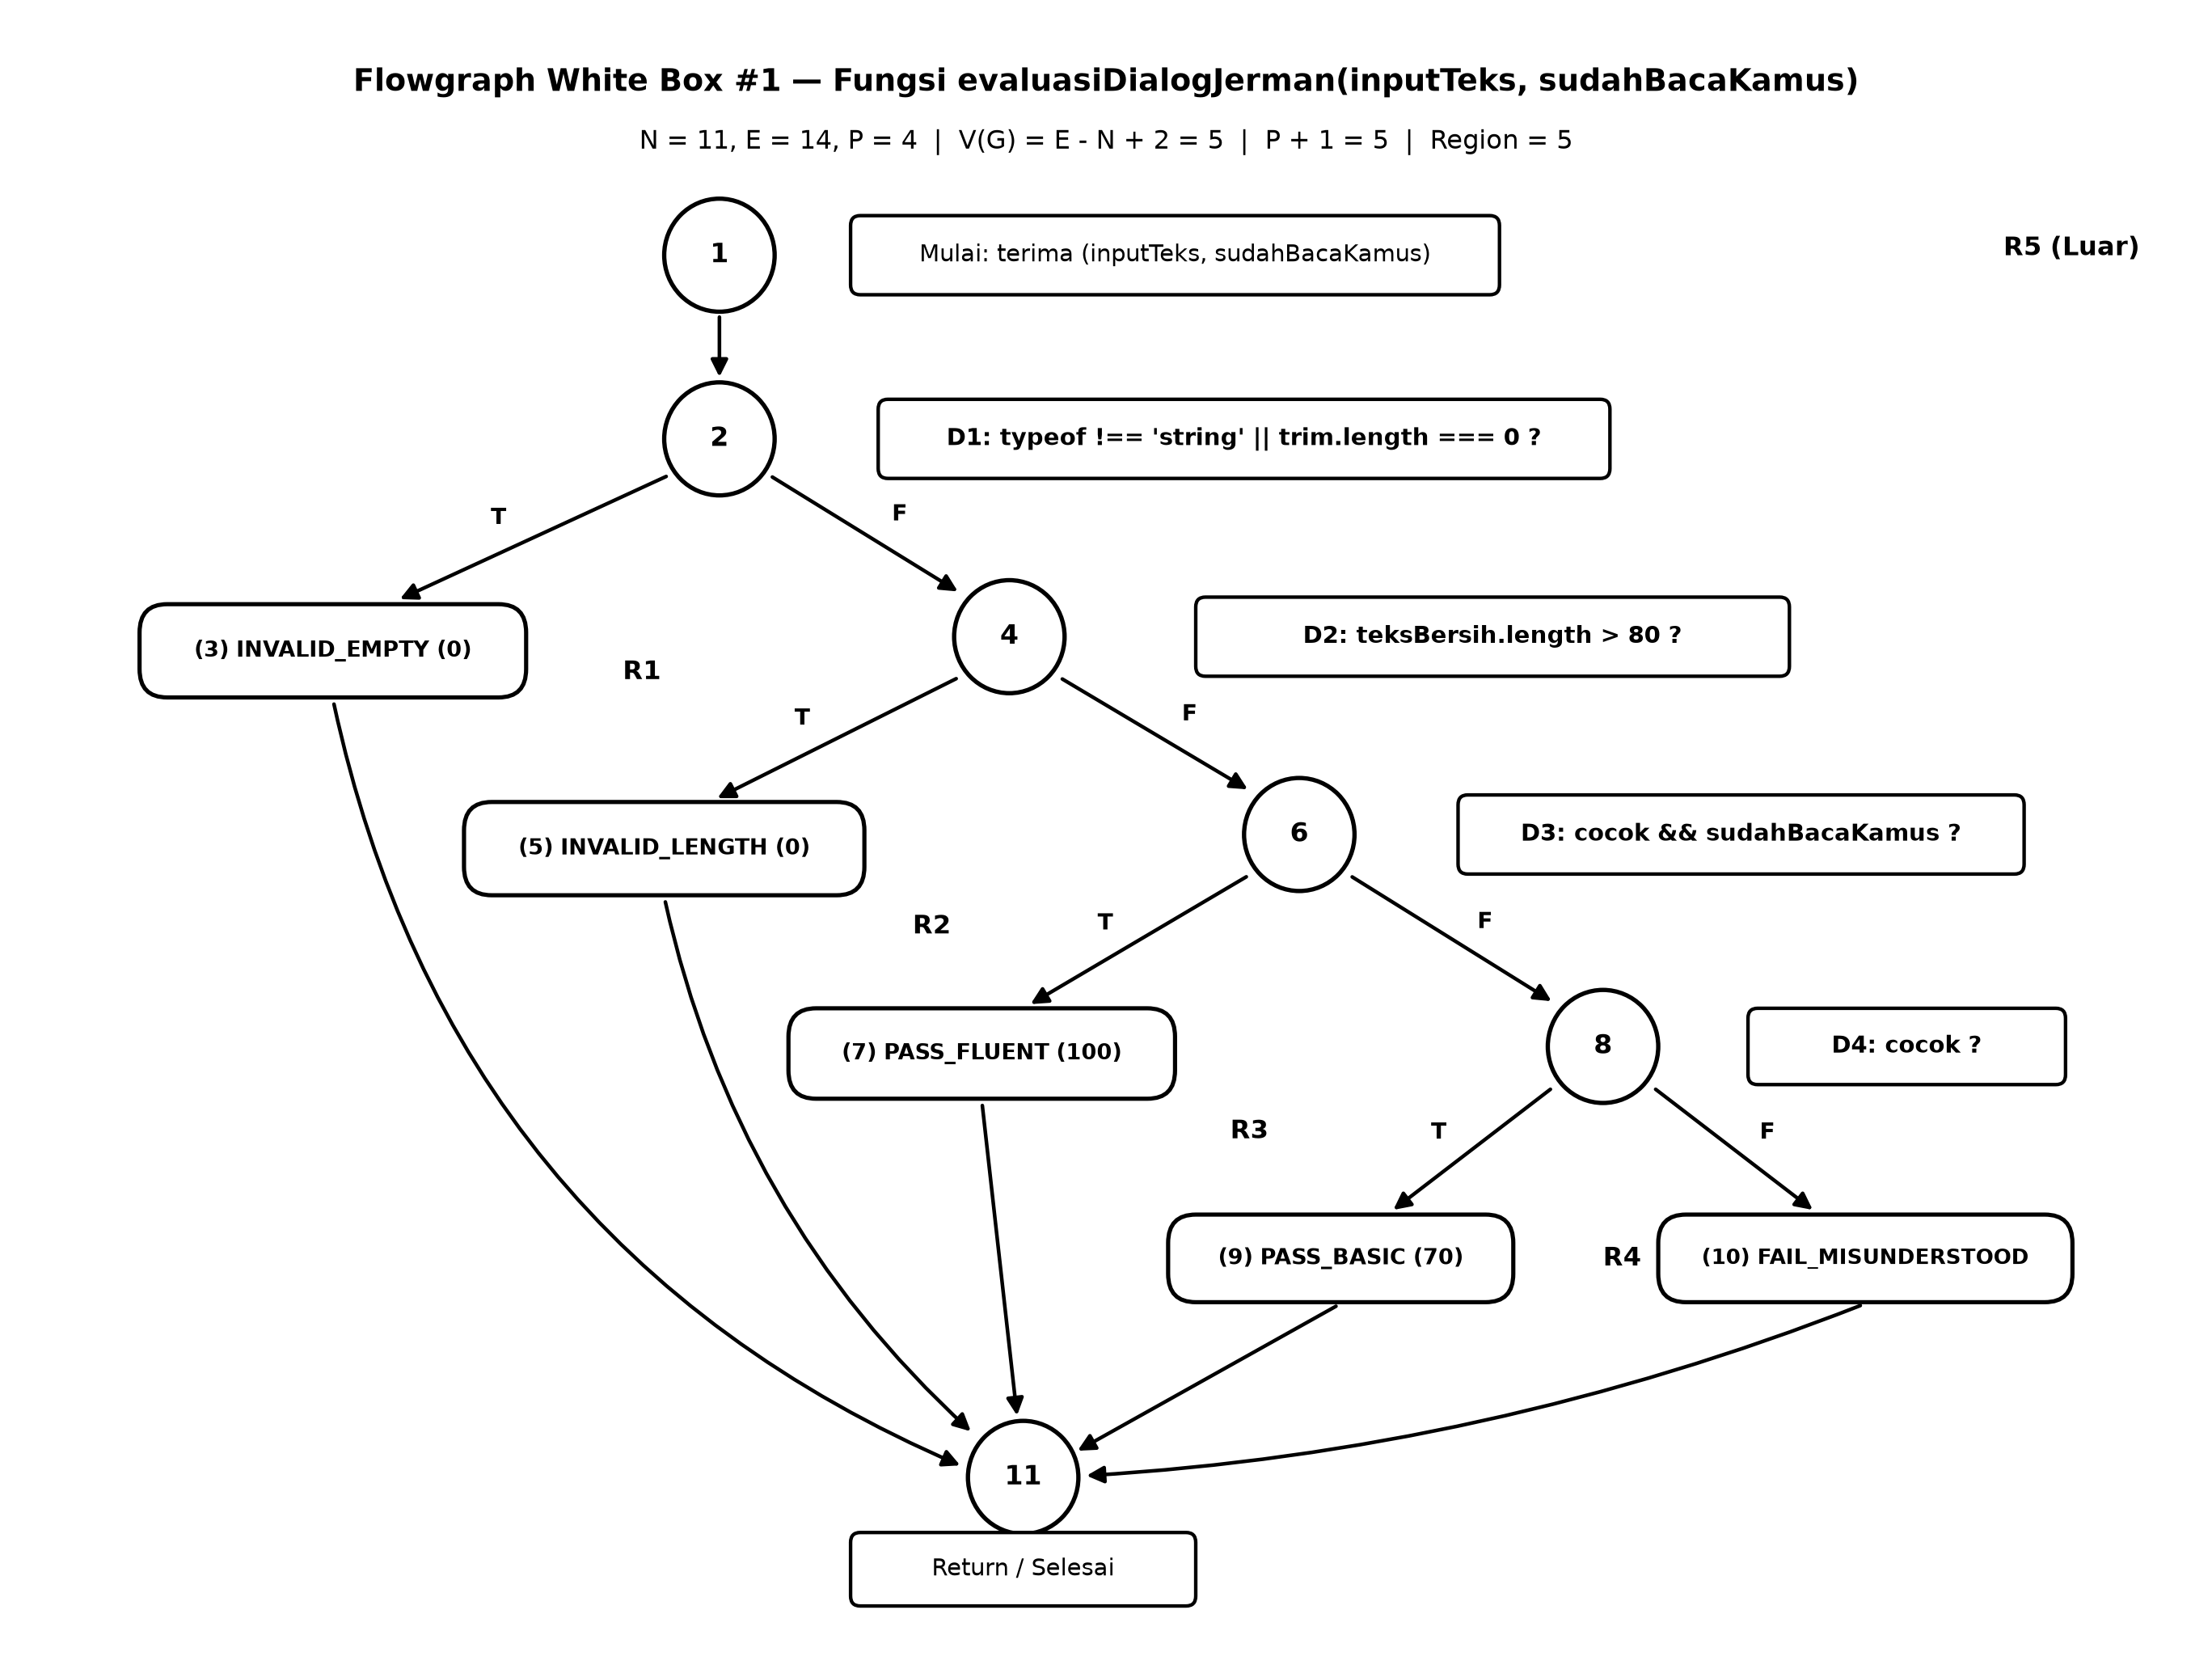 Flowgraph White Box #1 — Fungsi evaluasiDialogJerman(inputTeks, sudahBacaKamus)
N = 11, E = 14, P = 4 | V(G) = E - N + 2 = 5 | P + 1 = 5 | Region = 5
1
Mulai: terima (inputTeks, sudahBacaKamus)
R5 (Luar)
2
D1: typeof !== 'string' || trim.length === 0 ?
T
F
(3) INVALID_EMPTY (0)
R1
4
D2: teksBersih.length > 80 ?
T
F
(5) INVALID_LENGTH (0)
R2
6
D3: cocok && sudahBacaKamus ?
T
F
(7) PASS_FLUENT (100)
R3
8
D4: cocok ?
T
F
(9) PASS_BASIC (70)
R4
(10) FAIL_MISUNDERSTOOD
11
Return / Selesai